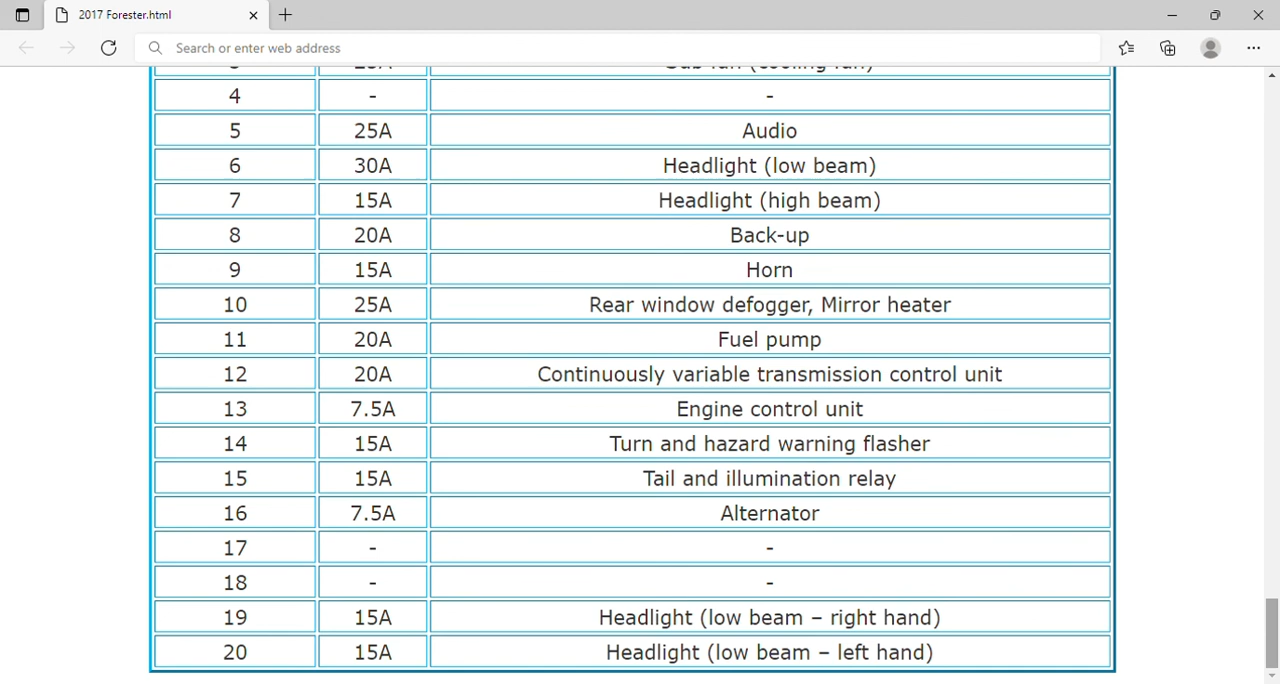 2017 Forester.html
Search or enter web address
4 - -
5 25A Audio
6 30A Headlight (low beam)
7 15A Headlight (high beam)
8 20A Back-up
9 15A Horn
10 25A Rear window defogger, Mirror heater
11 20A Fuel pump
12 20A Continuously variable transmission control unit
13 7.5A Engine control unit
14 15A Turn and hazard warning flasher
15 15A Tail and illumination relay
16 7.5A Alternator
17 - -
18 - -
19 15A Headlight (low beam – right hand)
20 15A Headlight (low beam – left hand)